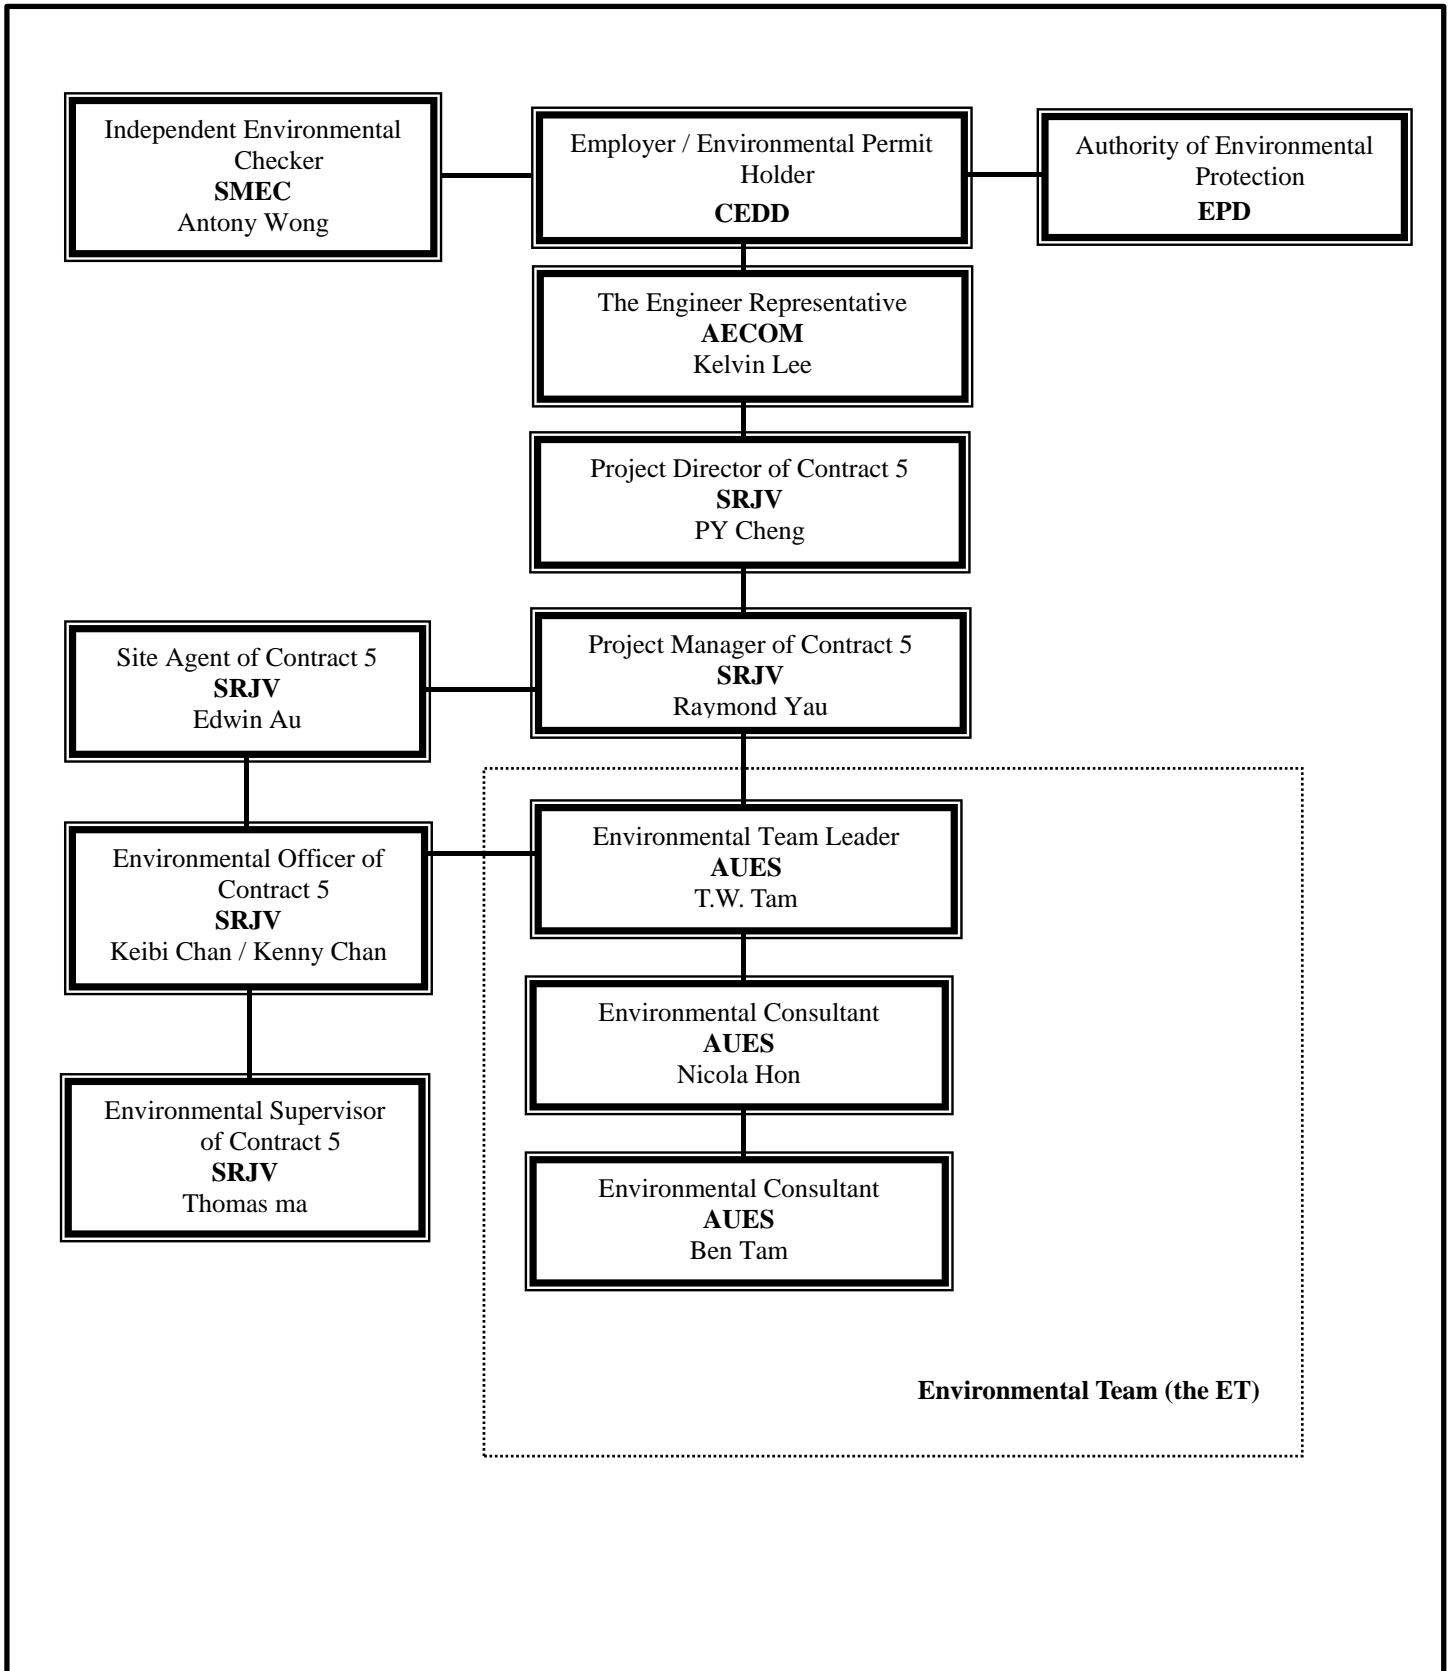 Independent Environmental
Checker
SMEC
Antony Wong
Employer / Environmental Permit
Holder
CEDD
Authority of Environmental
Protection
EPD
The Engineer Representative
AECOM
Kelvin Lee
Project Director of Contract 5
SRJV
PY Cheng
Site Agent of Contract 5
SRJV
Edwin Au
Project Manager of Contract 5
SRJV
Raymond Yau
Environmental Officer of
Contract 5
SRJV
Keibi Chan / Kenny Chan
Environmental Team Leader
AUES
T.W. Tam
Environmental Consultant
AUES
Nicola Hon
Environmental Supervisor
of Contract 5
SRJV
Thomas ma
Environmental Consultant
AUES
Ben Tam
Environmental Team (the ET)